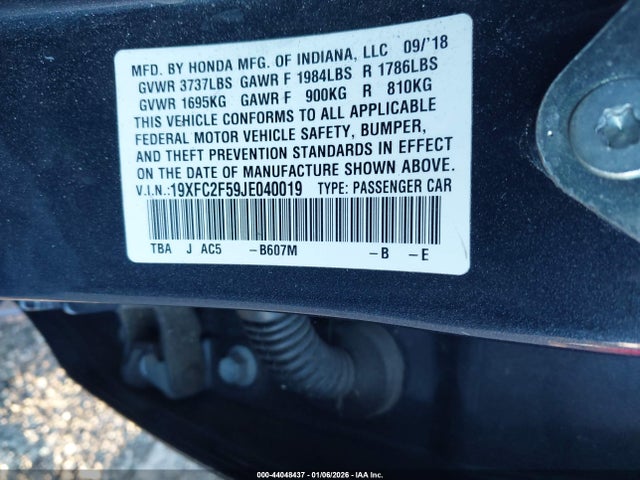 MFD. BY HONDA MFG. OF INDIANA, LLC 09/'18
GVWR 3737LBS GAWR F 1984LBS R 1786LBS
GVWR 1695KG GAWR F 900KG R 810KG
THIS VEHICLE CONFORMS TO ALL APPLICABLE
FEDERAL MOTOR VEHICLE SAFETY, BUMPER,
AND THEFT PREVENTION STANDARDS IN EFFECT
ON THE DATE OF MANUFACTURE SHOWN ABOVE.
V.I.N.:19XFC2F59JE040019 TYPE: PASSENGER CAR
TBA J AC5 -B607M -B -E
000-44048437 - 01/06/2026 - IAA Inc.